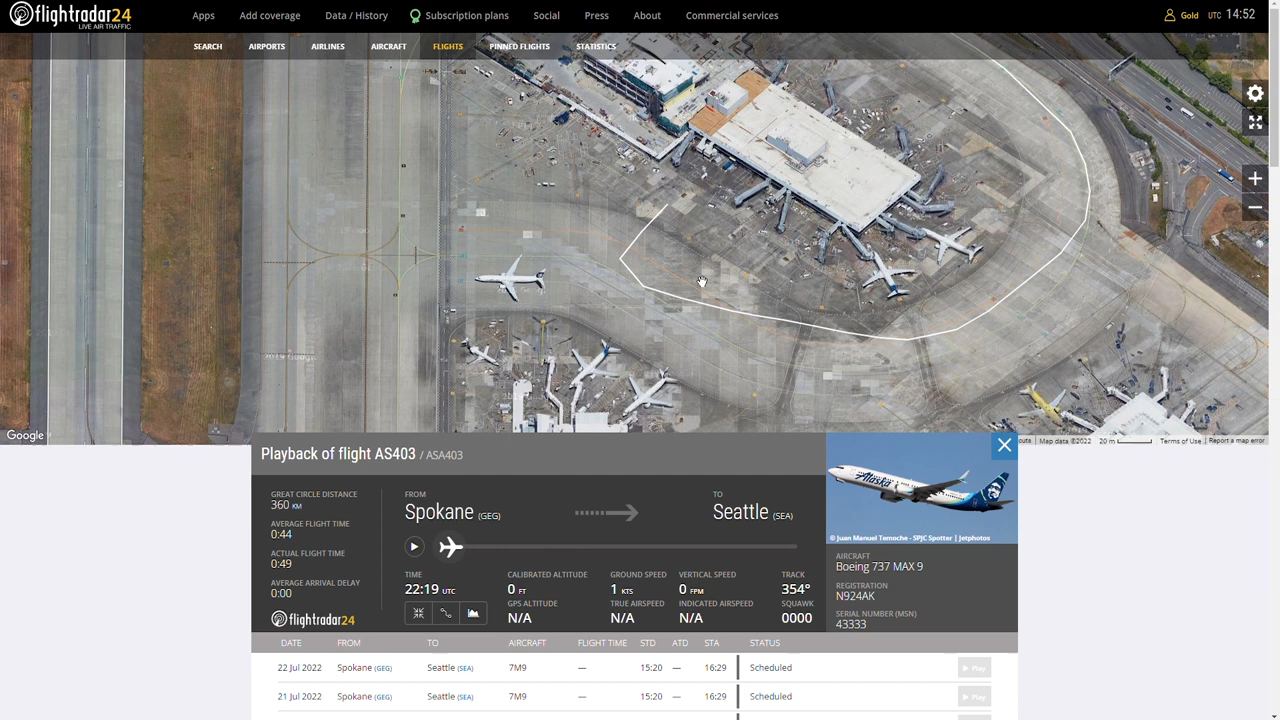 flightradar24
LIVE AIR TRAFFIC
Apps
Add coverage
Data / History
Subscription plans
Social
Press
About
Commercial services
Gold
UTC 14:52
SEARCH
AIRPORTS
AIRLINES
AIRCRAFT
FLIGHTS
PINNED FLIGHTS
STATISTICS
Google
Map data ©2022
20 m
Terms of Use
Report a map error
Playback of flight AS403 / ASA403
GREAT CIRCLE DISTANCE
360 KM
AVERAGE FLIGHT TIME
0:44
ACTUAL FLIGHT TIME
0:49
AVERAGE ARRIVAL DELAY
0:00
flightradar24
FROM
Spokane (GEG)
TO
Seattle (SEA)
TIME
22:19 UTC
CALIBRATED ALTITUDE
0 FT
GPS ALTITUDE
N/A
GROUND SPEED
1 KTS
TRUE AIRSPEED
N/A
VERTICAL SPEED
0 FPM
INDICATED AIRSPEED
N/A
TRACK
354°
SQUAWK
0000
Alaska
© Juan Manuel Temoche - SPJC Spotter | Jetphotos
AIRCRAFT
Boeing 737 MAX 9
REGISTRATION
N924AK
SERIAL NUMBER (MSN)
43333
DATE FROM TO AIRCRAFT FLIGHT TIME STD ATD STA STATUS
22 Jul 2022 Spokane (GEG) Seattle (SEA) 7M9 — 15:20 — 16:29 Scheduled Play
21 Jul 2022 Spokane (GEG) Seattle (SEA) 7M9 — 15:20 — 16:29 Scheduled Play